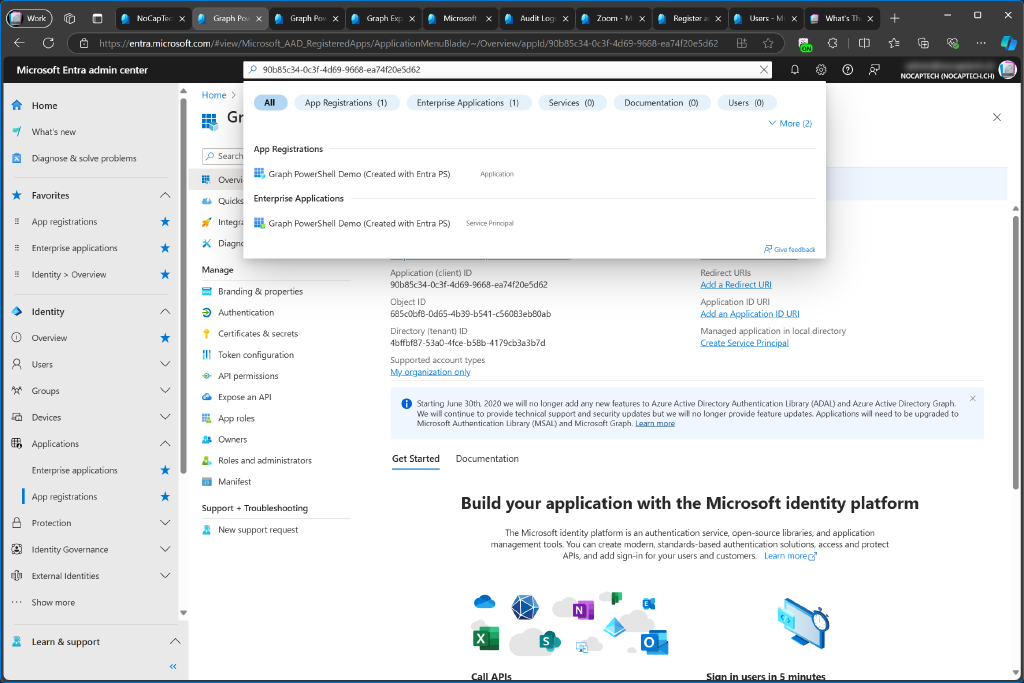 Work
NoCapTec
Graph Po
Graph Po
Graph Exp
Microsoft
Audit Log
Zoom - M
Register a
Users - M
What's Th
https://entra.microsoft.com/#view/Microsoft_AAD_RegisteredApps/ApplicationMenuBlade/~/Overview/appId/90b85c34-0c3f-4d69-9668-ea74f20e5d62
ON
Microsoft Entra admin center
90b85c34-0c3f-4d69-9668-ea74f20e5d62
NOCAPTECH (NOCAPTECH.CH)
All
App Registrations (1)
Enterprise Applications (1)
Services (0)
Documentation (0)
Users (0)
More (2)
App Registrations
Graph PowerShell Demo (Created with Entra PS) Application
Enterprise Applications
Graph PowerShell Demo (Created with Entra PS) Service Principal
Give feedback
Home
What's new
Diagnose & solve problems
Favorites
App registrations
Enterprise applications
Identity > Overview
Identity
Overview
Users
Groups
Devices
Applications
Enterprise applications
App registrations
Protection
Identity Governance
External Identities
Show more
Learn & support
Home >
Gr
Search
Overvi
Quicks
Integra
Diagno
Manage
Branding & properties
Authentication
Certificates & secrets
Token configuration
API permissions
Expose an API
App roles
Owners
Roles and administrators
Manifest
Support + Troubleshooting
New support request
Application (client) ID
90b85c34-0c3f-4d69-9668-ea74f20e5d62
Object ID
685c0bf8-0d65-4b39-b541-c56083eb80ab
Directory (tenant) ID
4bffbf87-53a0-4fce-b58b-4179cb3a3b7d
Supported account types
My organization only
Redirect URIs
Add a Redirect URI
Application ID URI
Add an Application ID URI
Managed application in local directory
Create Service Principal
Starting June 30th, 2020 we will no longer add any new features to Azure Active Directory Authentication Library (ADAL) and Azure Active Directory Graph.
We will continue to provide technical support and security updates but we will no longer provide feature updates. Applications will need to be upgraded to
Microsoft Authentication Library (MSAL) and Microsoft Graph. Learn more
Get Started
Documentation
Build your application with the Microsoft identity platform
The Microsoft identity platform is an authentication service, open-source libraries, and application
management tools. You can create modern, standards-based authentication solutions, access and protect
APIs, and add sign-in for your users and customers. Learn more
Call APIs
Sign in users in 5 minutes